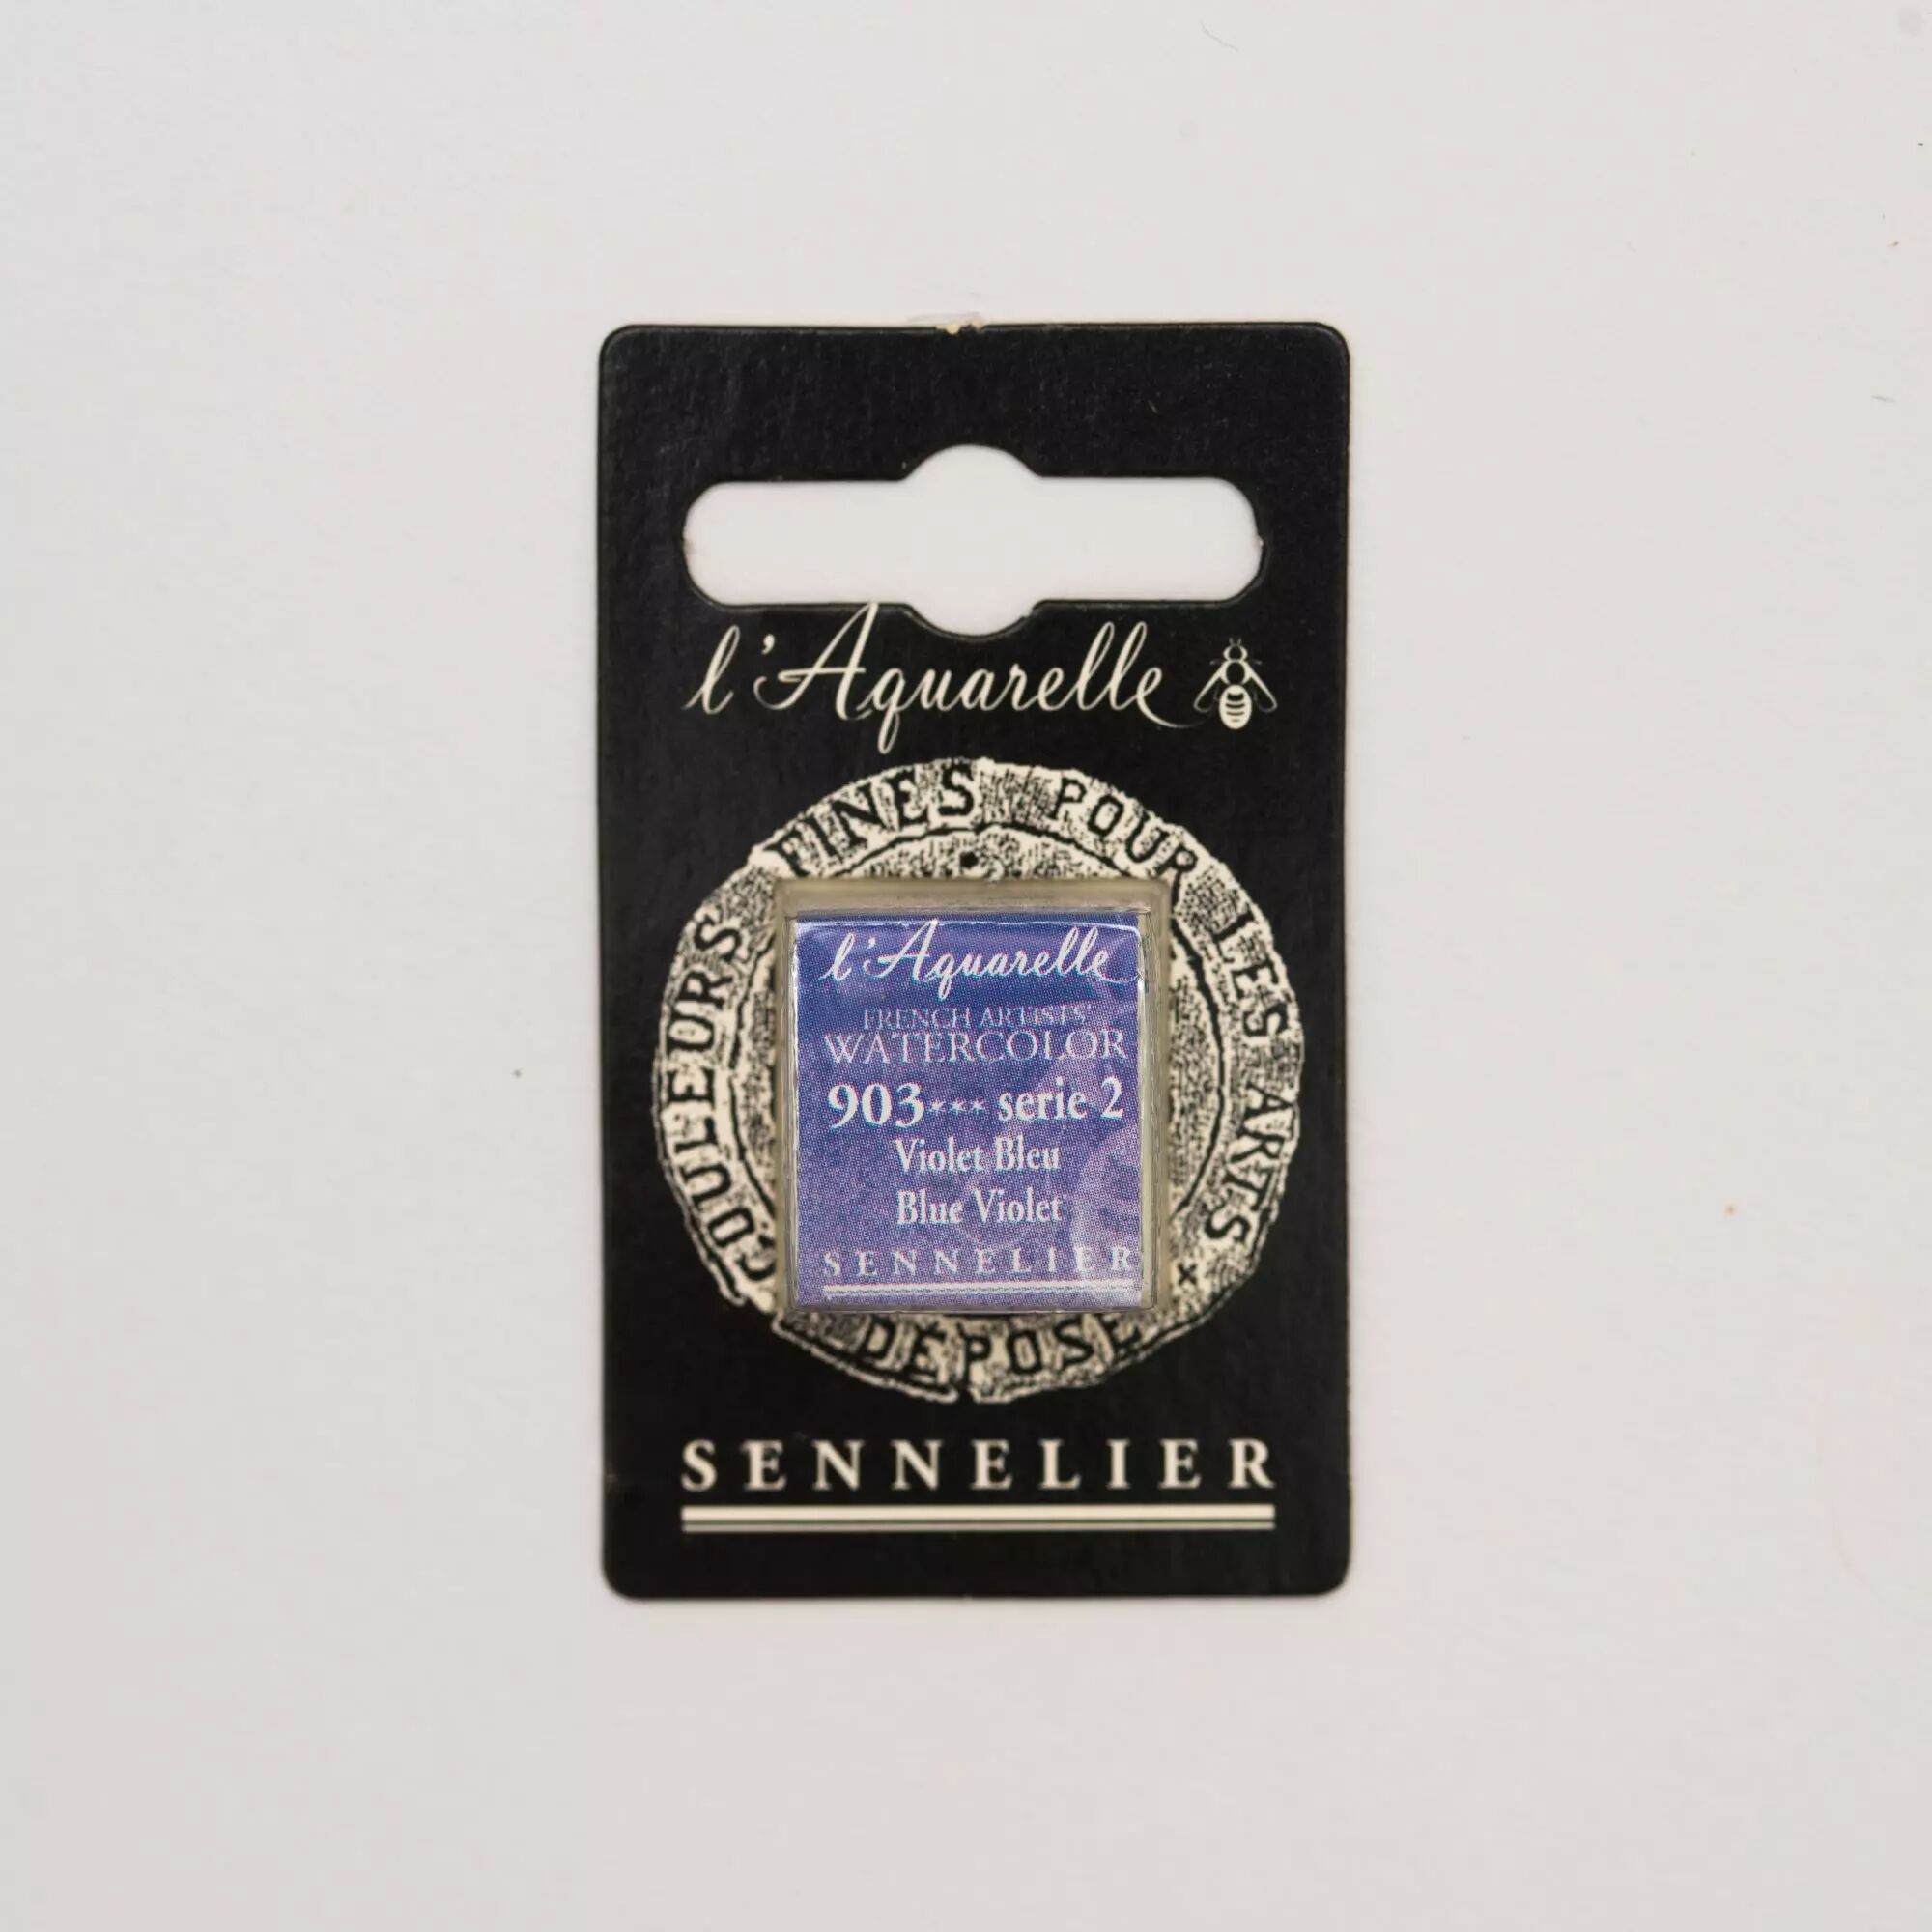 l'Aquarelle
COULEURS FINES POUR LES ARTS
l'Aquarelle
FRENCH ARTISTS'
WATERCOLOR
903*** serie 2
Violet Bleu
Blue Violet
SENNELIER
DÉPOSÉ
SENNELIER